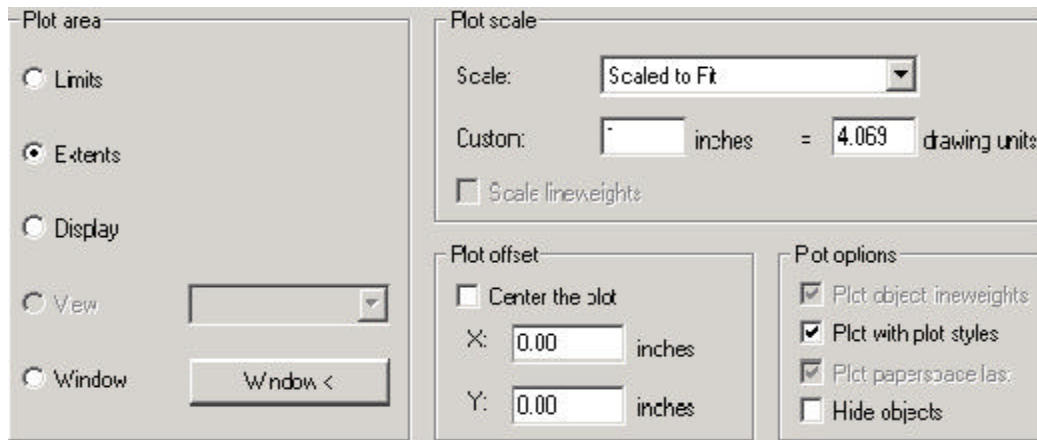 Plot area
Limits
Extents
Display
View
Window
Window <
Plot scale
Scale:
Scaled to Fit
Custom:
inches
=
4.069
drawing units
Scale lineweights
Plot offset
Center the plot
X:
0.00
inches
Y:
0.00
inches
Plot options
Plot object lineweights
Plot with plot styles
Plot paperspace last
Hide objects